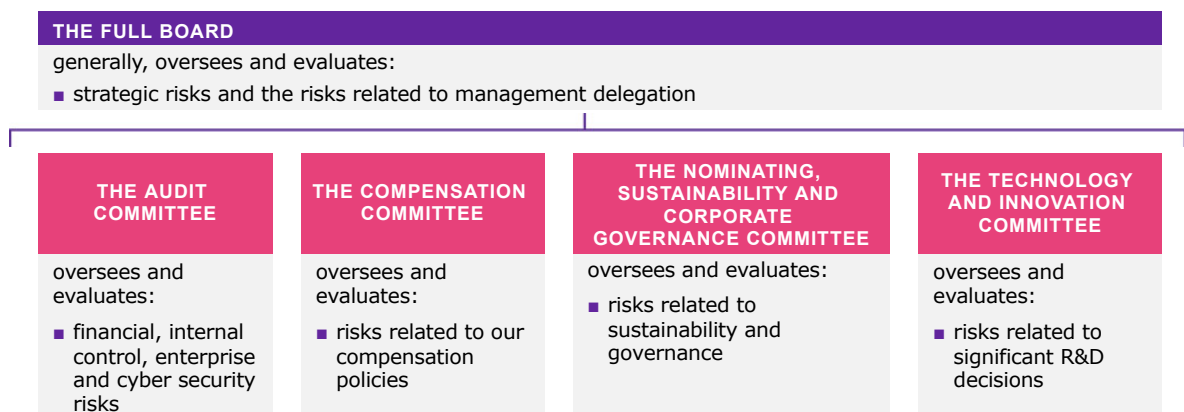 THE FULL BOARD
generally, oversees and evaluates:
■ strategic risks and the risks related to management delegation
THE AUDIT
COMMITTEE
oversees and
evaluates:
■ financial, internal
control, enterprise
and cyber security
risks
THE COMPENSATION
COMMITTEE
oversees and
evaluates:
■ risks related to our
compensation
policies
THE NOMINATING,
SUSTAINABILITY AND
CORPORATE
GOVERNANCE COMMITTEE
oversees and evaluates:
■ risks related to
sustainability and
governance
THE TECHNOLOGY
AND INNOVATION
COMMITTEE
oversees and
evaluates:
■ risks related to
significant R&D
decisions